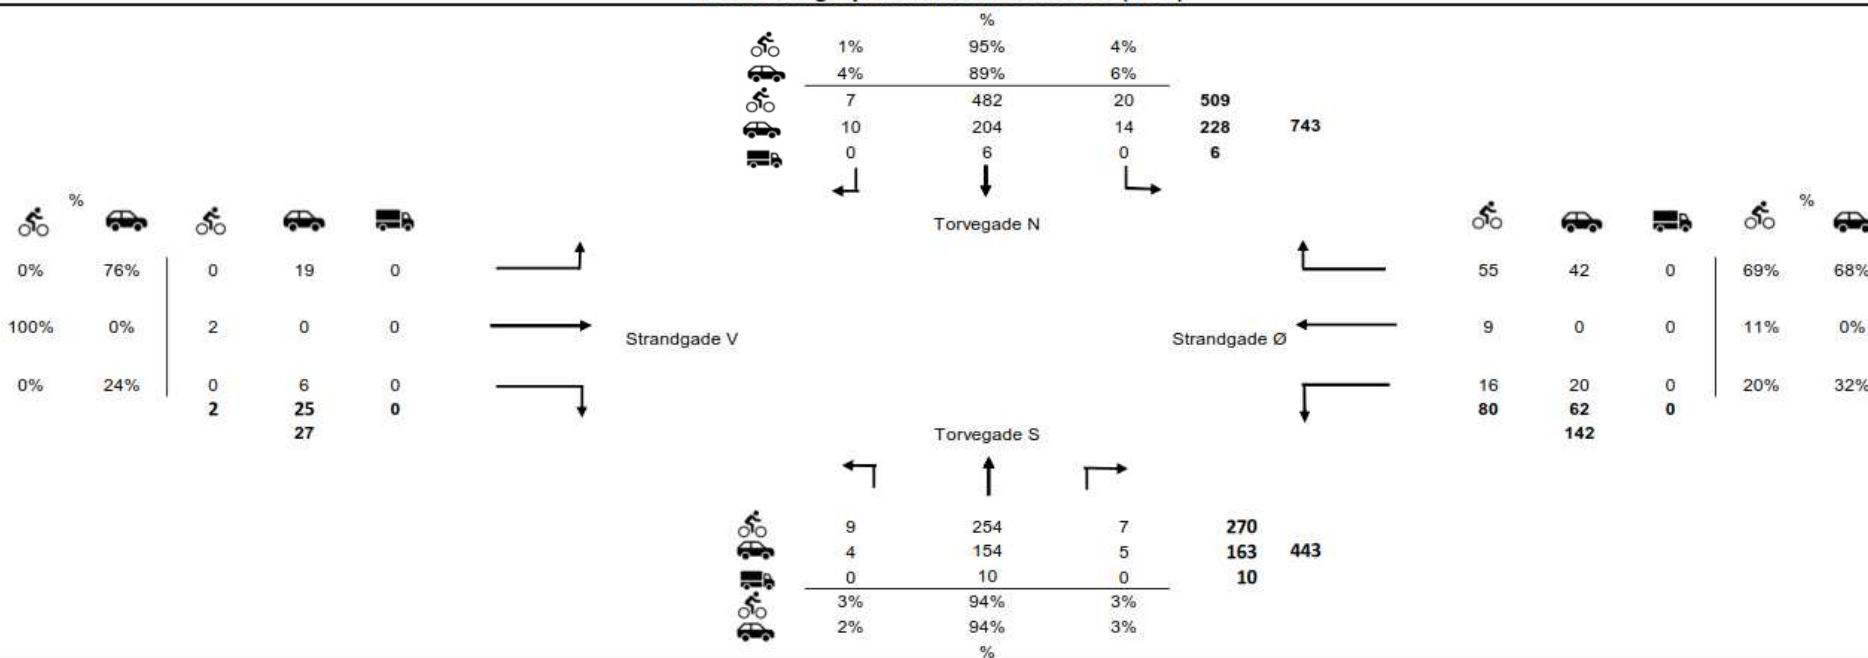 %
1% 95% 4%
4% 89% 6%
7 482 20 509
10 204 14 228 743
0 6 0 6
Torvegade N
%
0% 76% 0 19 0
100% 0% 2 0 0
0% 24% 0 6 0
2 25 0
27
Strandgade V
Strandgade Ø
%
55 42 0 69% 68%
9 0 0 11% 0%
16 20 0 20% 32%
80 62 0
142
Torvegade S
9 254 7 270
4 154 5 163 443
0 10 0 10
3% 94% 3%
2% 94% 3%
%